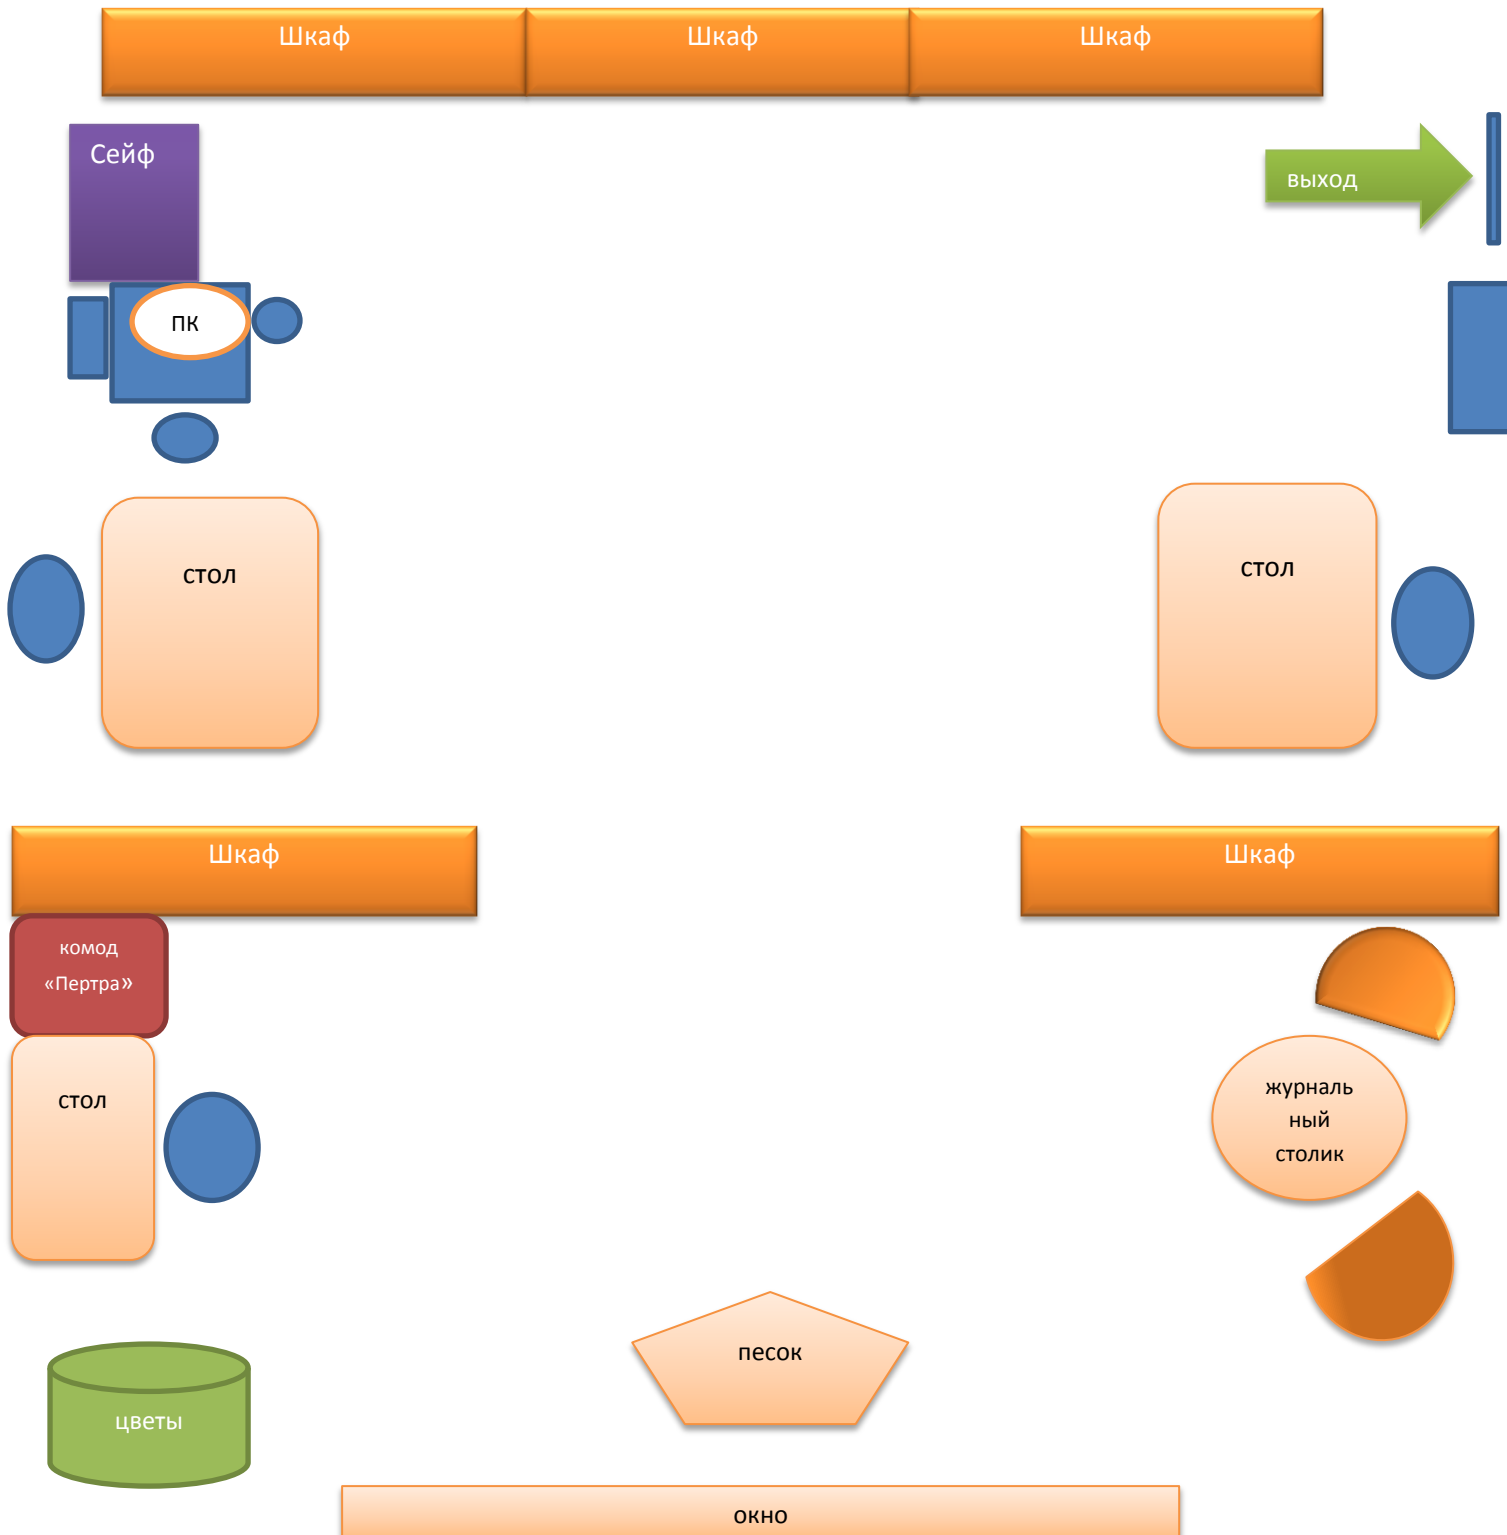 Шкаф
Шкаф
Шкаф
Сейф
выход
ПК
стол
стол
Шкаф
Шкаф
комод
«Пертра»
стол
журналь
ный
столик
песок
цветы
окно